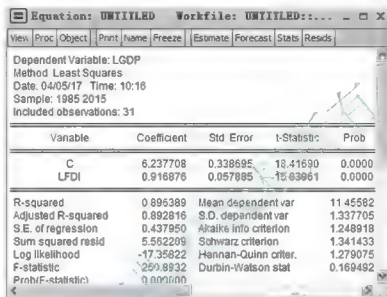 Equation: UNTITLED Workfile: UNTITLED::...
View Proc Object Print Name Freeze Estimate Forecast Stats Resids
Dependent Variable: LGDP
Method Least Squares
Date. 04/05/17 Time: 10:16
Sample: 1985 2015
Included observations: 31
Variable Coefficient Std Error t-Statistic Prob
C 6.237708 0.338695 18.41690 0.0000
LFDI 0.916876 0.057885 15.83961 0.0000
R-squared 0.896389 Mean dependent var 11.45582
Adjusted R-squared 0.892816 S.D. dependent var 1.337705
S.E. of regression 0.437950 Akaike info criterion 1.248918
Sum squared resid 5.562209 Schwarz criterion 1.341433
Log likelihood -17.35822 Hannan-Quinn criter. 1.279075
F-statistic 250.8932 Durbin-Watson stat 0.169492
Prob(F-statistic) 0.000000